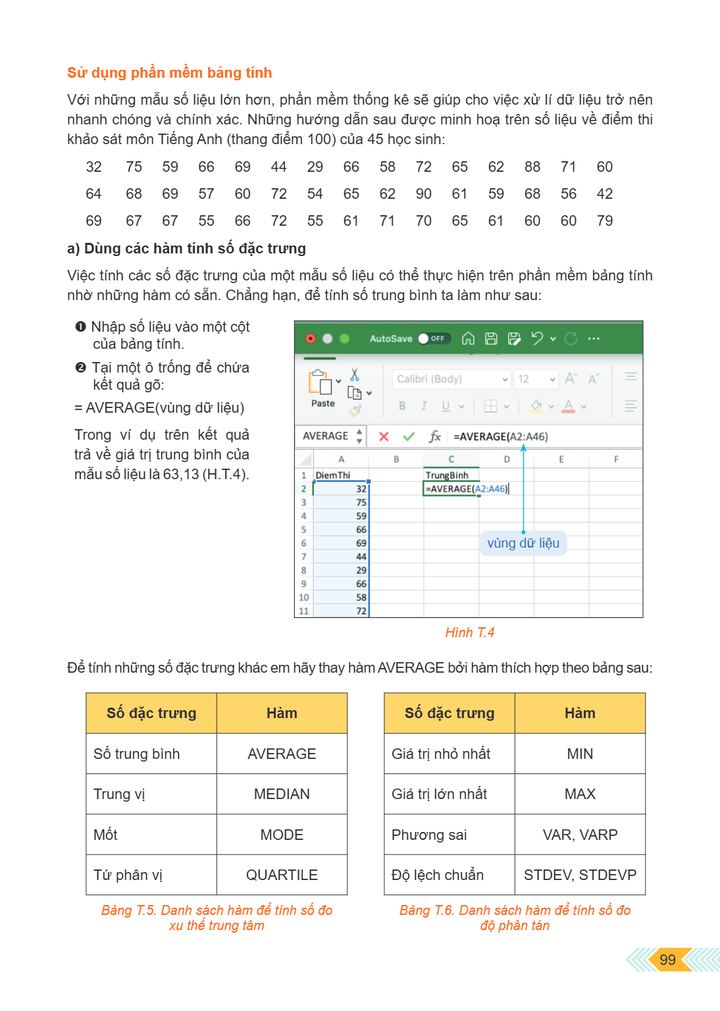 Sử dụng phần mềm bảng tính
Với những mẫu số liệu lớn hơn, phần mềm thống kê sẽ giúp cho việc xử lí dữ liệu trở nên
nhanh chóng và chính xác. Những hướng dẫn sau được minh hoạ trên số liệu về điểm thi
khảo sát môn Tiếng Anh (thang điểm 100) của 45 học sinh:
32 75 59 66 69 44 29 66 58 72 65 62 88 71 60
64 68 69 57 60 72 54 65 62 90 61 59 68 56 42
69 67 67 55 66 72 55 61 71 70 65 61 60 60 79
a) Dùng các hàm tính số đặc trưng
Việc tính các số đặc trưng của một mẫu số liệu có thể thực hiện trên phần mềm bảng tính
nhờ những hàm có sẵn. Chẳng hạn, để tính số trung bình ta làm như sau:
❶ Nhập số liệu vào một cột
của bảng tính.
❷ Tại một ô trống để chứa
kết quả gõ:
= AVERAGE(vùng dữ liệu)
Trong ví dụ trên kết quả
trả về giá trị trung bình của
mẫu số liệu là 63,13 (H.T.4).
AutoSave OFF
Calibri (Body) 12 A A
Paste
B I U A
AVERAGE fx =AVERAGE(A2:A46)
A B C D E F
1 DiemThi TrungBinh
2 32 =AVERAGE(A2:A46)
3 75
4 59
5 66
6 69
7 44
8 29
9 66
10 58
11 72
vùng dữ liệu
Hình T.4
Để tính những số đặc trưng khác em hãy thay hàm AVERAGE bởi hàm thích hợp theo bảng sau:
Số đặc trưng Hàm
Số trung bình AVERAGE
Trung vị MEDIAN
Mốt MODE
Tứ phân vị QUARTILE
Bảng T.5. Danh sách hàm để tính số đo
xu thế trung tâm
Số đặc trưng Hàm
Giá trị nhỏ nhất MIN
Giá trị lớn nhất MAX
Phương sai VAR, VARP
Độ lệch chuẩn STDEV, STDEVP
Bảng T.6. Danh sách hàm để tính số đo
độ phân tán
99